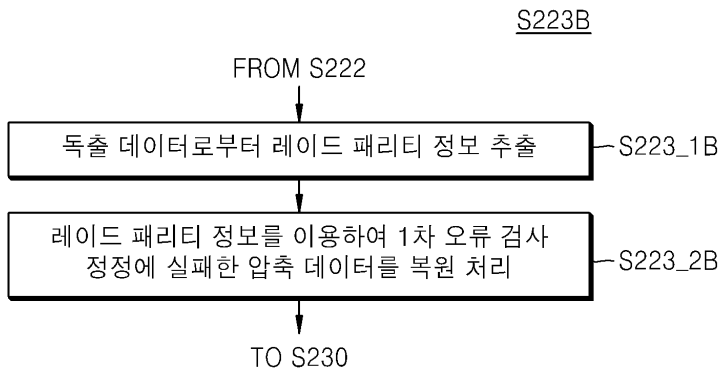 S223B
FROM S222
독출 데이터로부터 레이드 패리티 정보 추출
S223_1B
레이드 패리티 정보를 이용하여 1차 오류 검사
정정에 실패한 압축 데이터를 복원 처리
S223_2B
TO S230